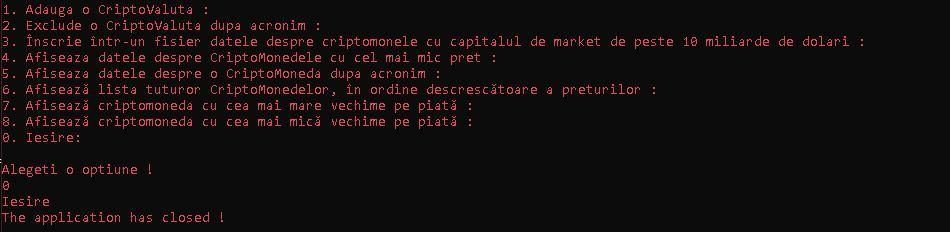 1. Adauga o CriptoValuta :
2. Exclude o CriptoValuta dupa acronim :
3. Înscrie intr-un fisier datele despre criptomonele cu capitalul de market de peste 10 miliarde de dolari :
4. Afiseaza datele despre CriptoMonedele cu cel mai mic pret :
5. Afiseaza datele despre o CriptoMoneda dupa acronim :
6. Afisează lista tuturor CriptoMonedelor, în ordine descrescătoare a preturilor :
7. Afisează criptomoneda cu cea mai mare vechime pe piată :
8. Afisează criptomoneda cu cea mai mică vechime pe piată :
0. Iesire:
Alegeti o optiune !
0
Iesire
The application has closed !